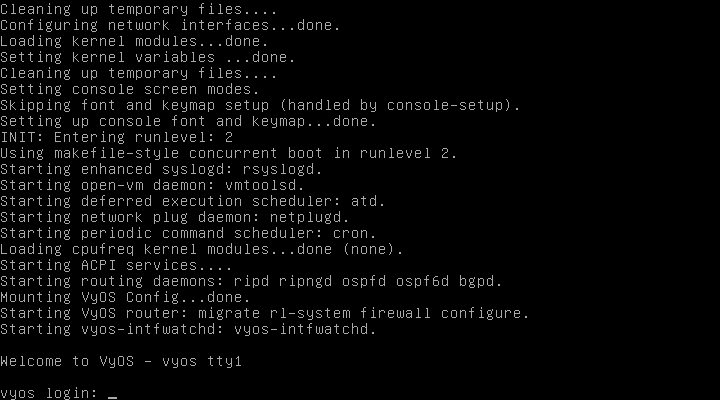 Cleaning up temporary files....
Configuring network interfaces...done.
Loading kernel modules...done.
Setting kernel variables ...done.
Cleaning up temporary files....
Setting console screen modes.
Skipping font and keymap setup (handled by console-setup).
Setting up console font and keymap...done.
INIT: Entering runlevel: 2
Using makefile-style concurrent boot in runlevel 2.
Starting enhanced syslogd: rsyslogd.
Starting open-vm daemon: vmtoolsd.
Starting deferred execution scheduler: atd.
Starting network plug daemon: netplugd.
Starting periodic command scheduler: cron.
Loading cpufreq kernel modules...done (none).
Starting ACPI services....
Starting routing daemons: ripd ripngd ospfd ospf6d bgpd.
Mounting VyOS Config...done.
Starting VyOS router: migrate rl-system firewall configure.
Starting vyos-intfwatchd: vyos-intfwatchd.
Welcome to VyOS - vyos tty1
vyos login: _